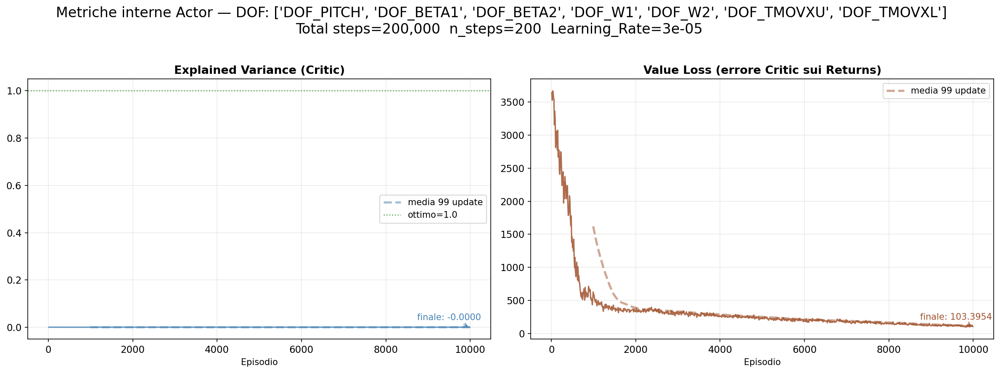 Metriche interne Actor — DOF: ['DOF_PITCH', 'DOF_BETA1', 'DOF_BETA2', 'DOF_W1', 'DOF_W2', 'DOF_TMOVXU', 'DOF_TMOVXL']
Total steps=200,000  n_steps=200  Learning_Rate=3e-05
Explained Variance (Critic)
1.0
0.8
0.6
0.4
0.2
0.0
media 99 update
ottimo=1.0
finale: -0.0000
0 2000 4000 6000 8000 10000
Episodio
Value Loss (errore Critic sui Returns)
3500
3000
2500
2000
1500
1000
500
0
media 99 update
finale: 103.3954
0 2000 4000 6000 8000 10000
Episodio